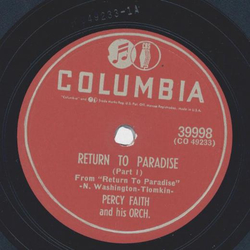 COLUMBIA
39998
(CO 49233)
RETURN TO PARADISE
(Part 1)
From "Return To Paradise"
-N. Washington-Tiomkin-
PERCY FAITH
and his ORCH.